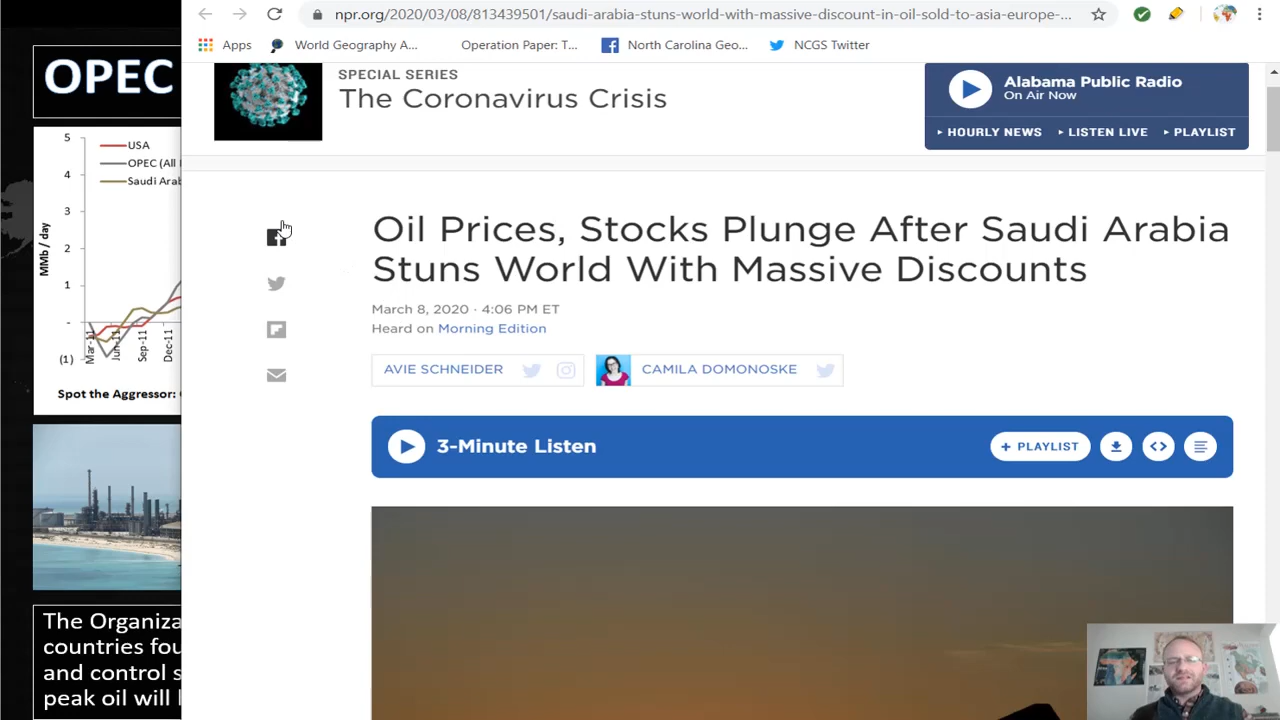 npr.org/2020/03/08/813439501/saudi-arabia-stuns-world-with-massive-discount-in-oil-sold-to-asia-europe-...
Apps
World Geography A...
Operation Paper: T...
North Carolina Geo...
NCGS Twitter
OPEC
5
4
3
2
1
-
(1)
MMb / day
USA
OPEC (All
Saudi Arab
Mar-11
Jun-11
Sep-11
Dec-11
Spot the Aggressor:
The Organiza
countries fou
and control s
peak oil will
SPECIAL SERIES
The Coronavirus Crisis
Alabama Public Radio
On Air Now
HOURLY NEWS
LISTEN LIVE
PLAYLIST
Oil Prices, Stocks Plunge After Saudi Arabia
Stuns World With Massive Discounts
March 8, 2020 · 4:06 PM ET
Heard on Morning Edition
AVIE SCHNEIDER
CAMILA DOMONOSKE
3-Minute Listen
+ PLAYLIST